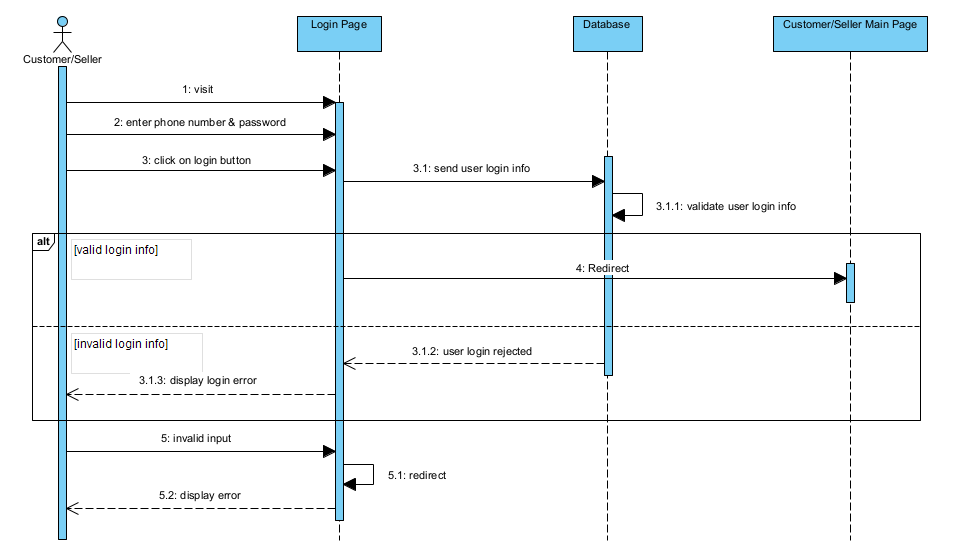 Login Page
Database
Customer/Seller Main Page
Customer/Seller
1: visit
2: enter phone number & password
3: click on login button
3.1: send user login info
3.1.1: validate user login info
alt
[valid login info]
4: Redirect
[invalid login info]
3.1.2: user login rejected
3.1.3: display login error
5: invalid input
5.1: redirect
5.2: display error